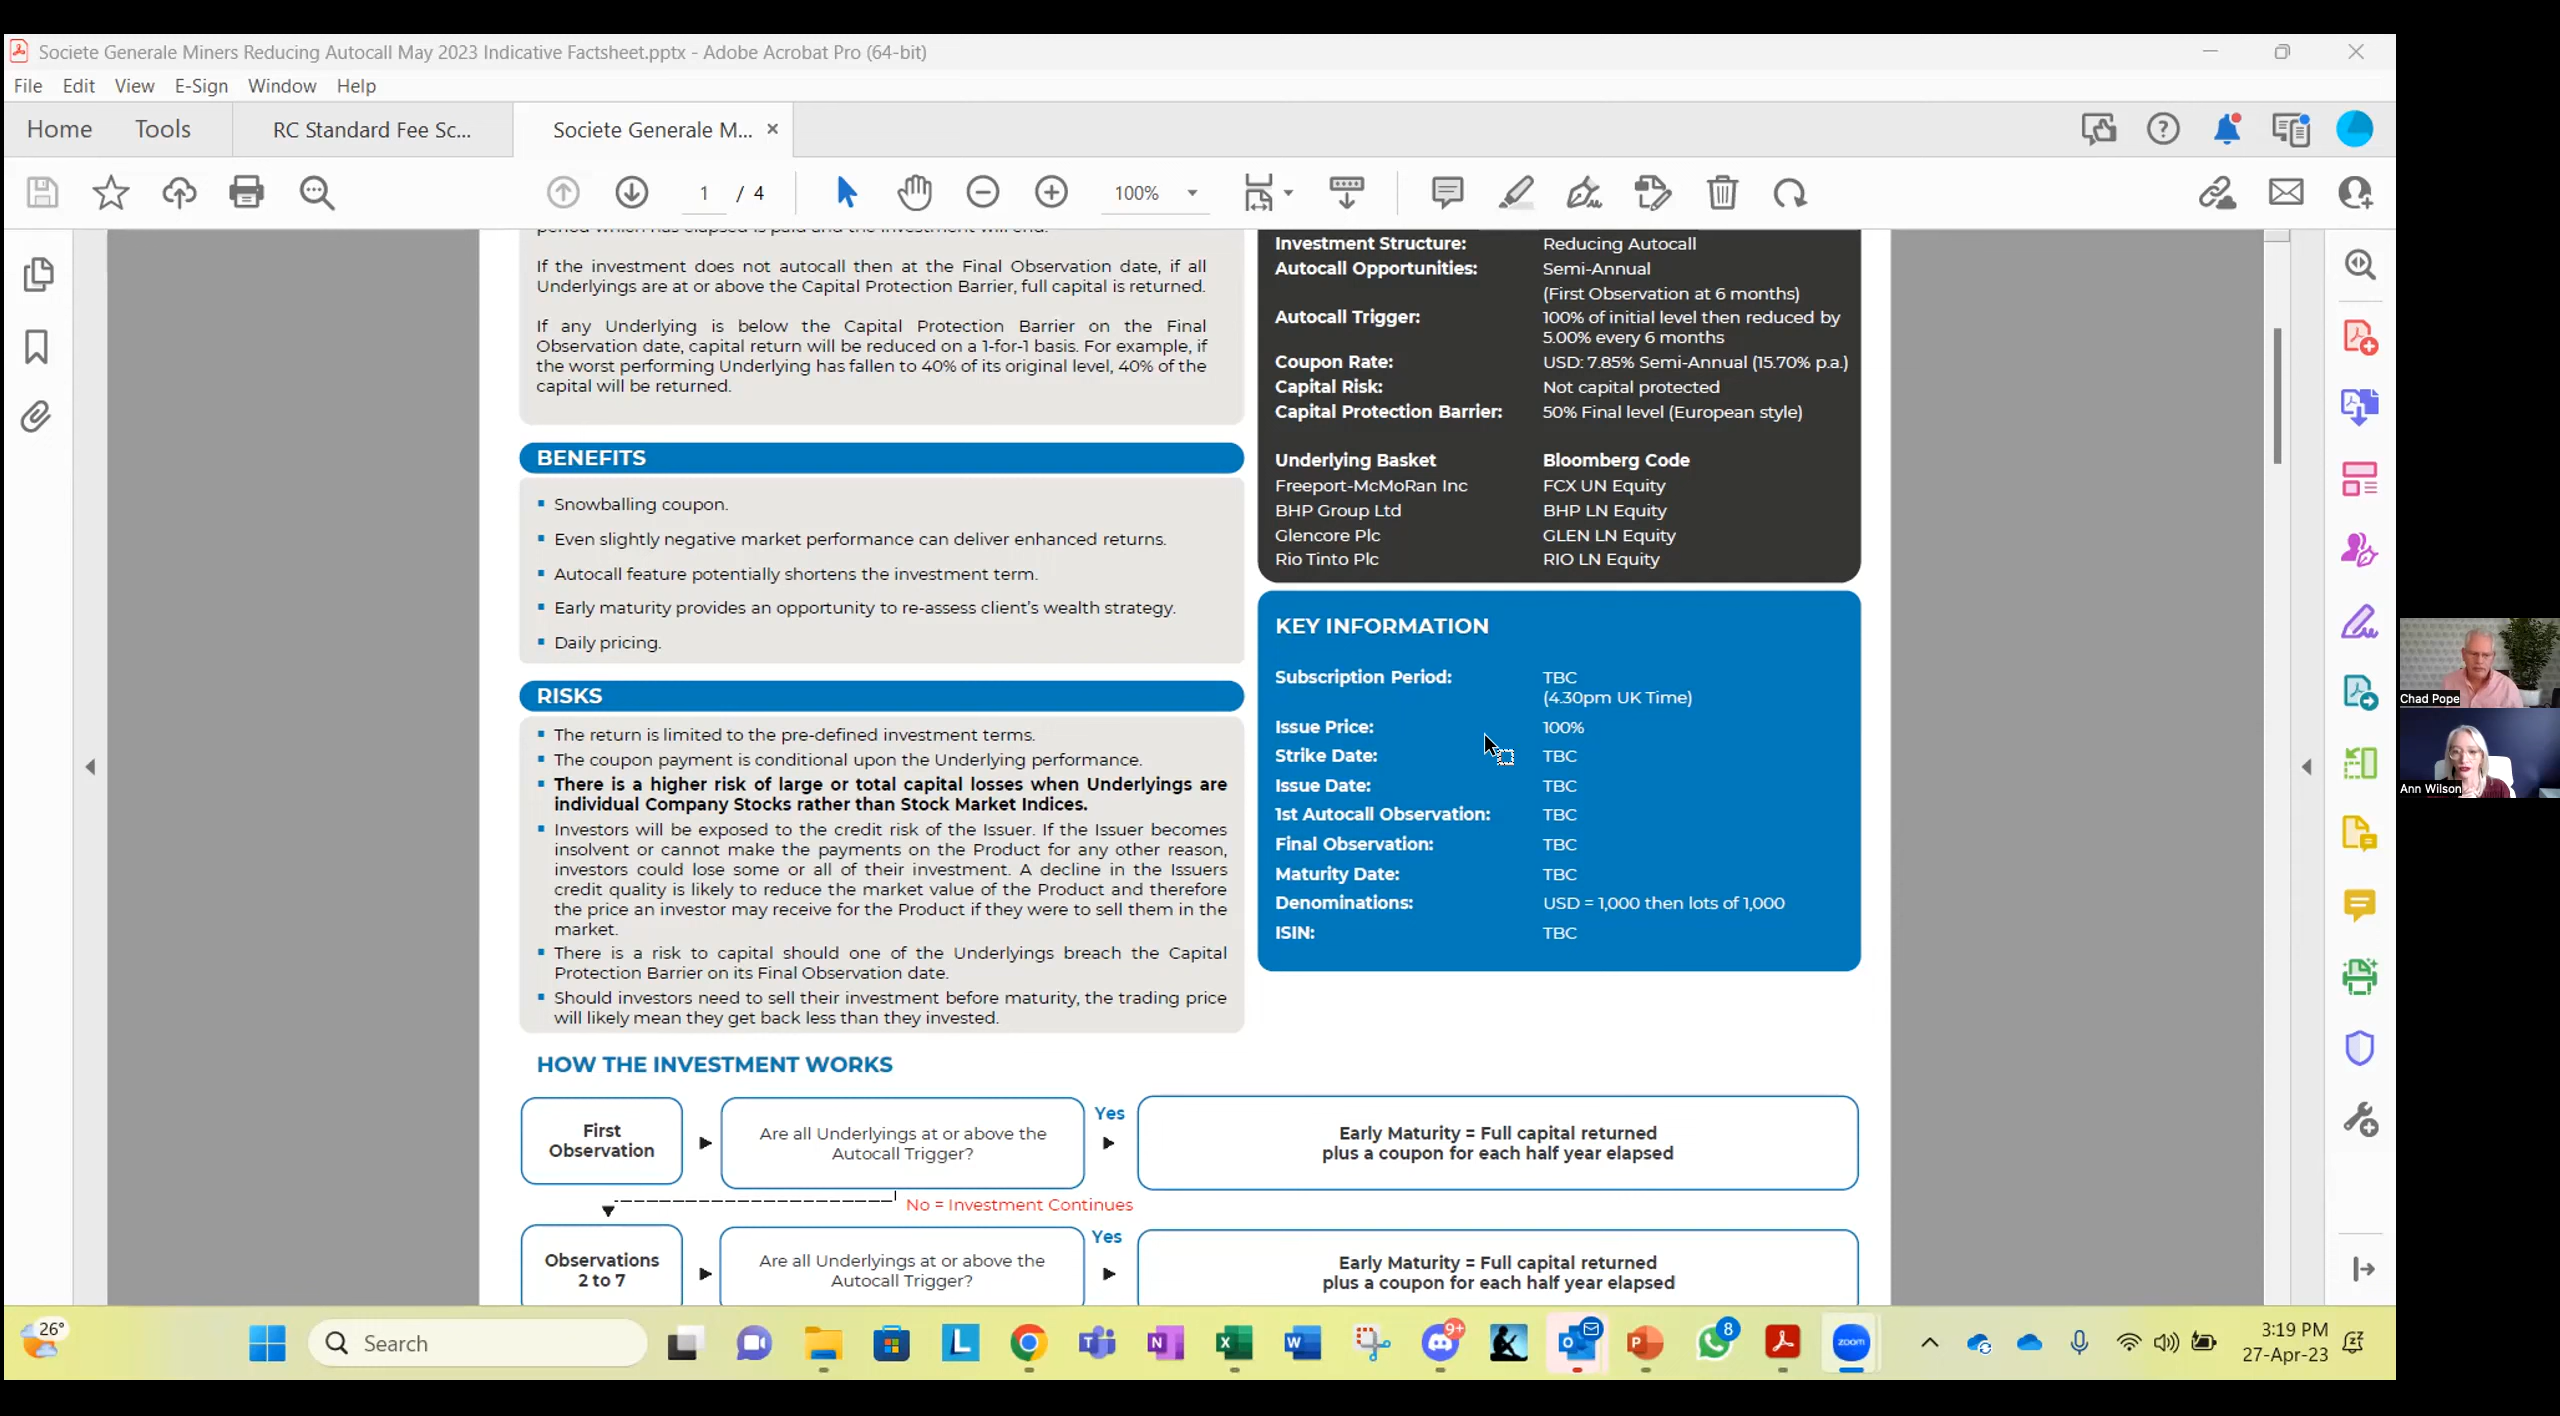 Societe Generale Miners Reducing Autocall May 2023 Indicative Factsheet.pptx - Adobe Acrobat Pro (64-bit)
File Edit View E-Sign Window Help
Home Tools RC Standard Fee Sc... Societe Generale M... ×
1 / 4 100%
period which has elapsed is paid and the investment will end.
If the investment does not autocall then at the Final Observation date, if all
Underlyings are at or above the Capital Protection Barrier, full capital is returned.
If any Underlying is below the Capital Protection Barrier on the Final
Observation date, capital return will be reduced on a 1-for-1 basis. For example, if
the worst performing Underlying has fallen to 40% of its original level, 40% of the
capital will be returned.
BENEFITS
▪ Snowballing coupon.
▪ Even slightly negative market performance can deliver enhanced returns.
▪ Autocall feature potentially shortens the investment term.
▪ Early maturity provides an opportunity to re-assess client's wealth strategy.
▪ Daily pricing.
RISKS
▪ The return is limited to the pre-defined investment terms.
▪ The coupon payment is conditional upon the Underlying performance.
▪ There is a higher risk of large or total capital losses when Underlyings are
individual Company Stocks rather than Stock Market Indices.
▪ Investors will be exposed to the credit risk of the Issuer. If the Issuer becomes
insolvent or cannot make the payments on the Product for any other reason,
investors could lose some or all of their investment. A decline in the Issuers
credit quality is likely to reduce the market value of the Product and therefore
the price an investor may receive for the Product if they were to sell them in the
market.
▪ There is a risk to capital should one of the Underlyings breach the Capital
Protection Barrier on its Final Observation date.
▪ Should investors need to sell their investment before maturity, the trading price
will likely mean they get back less than they invested.
Investment Structure: Reducing Autocall
Autocall Opportunities: Semi-Annual
(First Observation at 6 months)
Autocall Trigger: 100% of initial level then reduced by
5.00% every 6 months
Coupon Rate: USD: 7.85% Semi-Annual (15.70% p.a.)
Capital Risk: Not capital protected
Capital Protection Barrier: 50% Final level (European style)
Underlying Basket Bloomberg Code
Freeport-McMoRan Inc FCX UN Equity
BHP Group Ltd BHP LN Equity
Glencore Plc GLEN LN Equity
Rio Tinto Plc RIO LN Equity
KEY INFORMATION
Subscription Period: TBC
(4.30pm UK Time)
Issue Price: 100%
Strike Date: TBC
Issue Date: TBC
1st Autocall Observation: TBC
Final Observation: TBC
Maturity Date: TBC
Denominations: USD = 1,000 then lots of 1,000
ISIN: TBC
HOW THE INVESTMENT WORKS
First
Observation
Are all Underlyings at or above the
Autocall Trigger?
Yes
Early Maturity = Full capital returned
plus a coupon for each half year elapsed
No = Investment Continues
Observations
2 to 7
Are all Underlyings at or above the
Autocall Trigger?
Yes
Early Maturity = Full capital returned
plus a coupon for each half year elapsed
Chad Pope
Ann Wilson
26°
Search
9+
8
zoom
3:19 PM
27-Apr-23